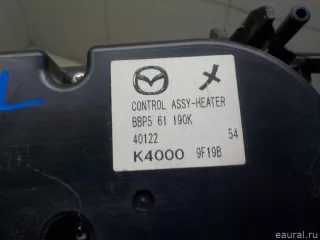 CONTROL ASSY-HEATER
BBP5 61 190K
40122 54
K4000 9F19B
eaural.ru